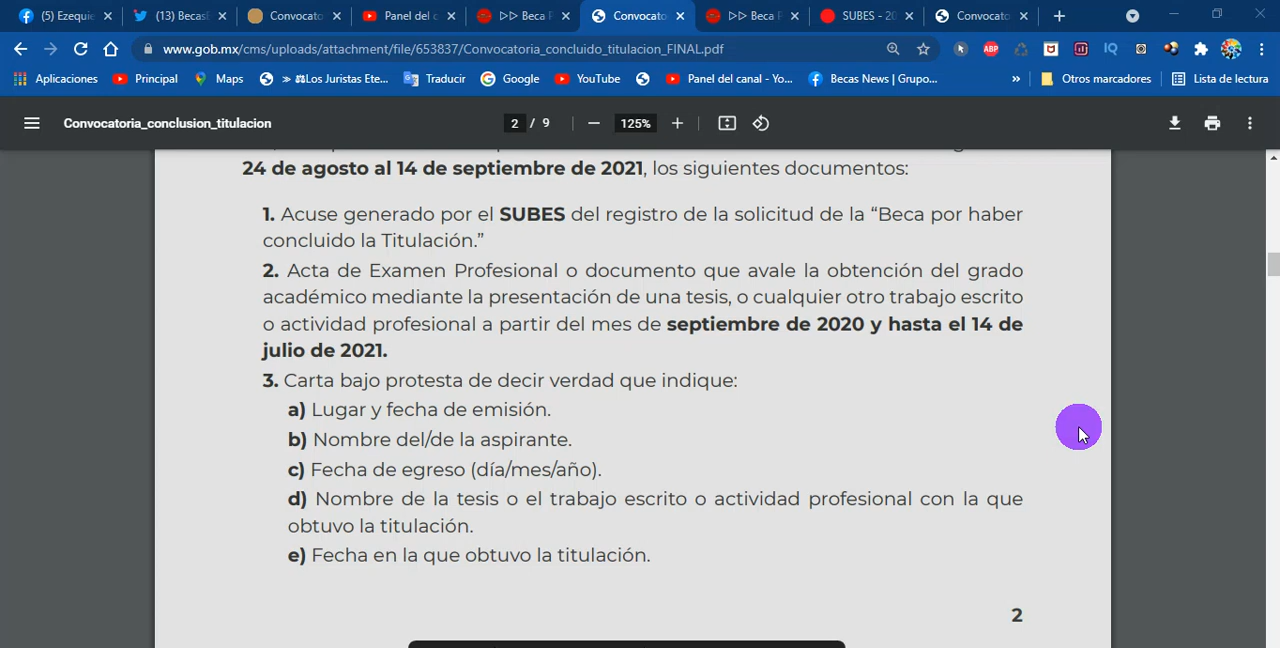 (5) Ezequie
(13) BecasB
Convocato
Panel del c
▷▷ Beca P
Convocato
▷▷ Beca P
SUBES - 20
Convocato
www.gob.mx/cms/uploads/attachment/file/653837/Convocatoria_concluido_titulacion_FINAL.pdf
ABP
IQ
Aplicaciones
Principal
Maps
» ⚖Los Juristas Ete...
Traducir
Google
YouTube
Panel del canal - Yo...
Becas News | Grupo...
»
Otros marcadores
Lista de lectura
Convocatoria_conclusion_titulacion
2 / 9
125%
24 de agosto al 14 de septiembre de 2021, los siguientes documentos:
1. Acuse generado por el SUBES del registro de la solicitud de la “Beca por haber
concluido la Titulación.”
2. Acta de Examen Profesional o documento que avale la obtención del grado
académico mediante la presentación de una tesis, o cualquier otro trabajo escrito
o actividad profesional a partir del mes de septiembre de 2020 y hasta el 14 de
julio de 2021.
3. Carta bajo protesta de decir verdad que indique:
a) Lugar y fecha de emisión.
b) Nombre del/de la aspirante.
c) Fecha de egreso (día/mes/año).
d) Nombre de la tesis o el trabajo escrito o actividad profesional con la que
obtuvo la titulación.
e) Fecha en la que obtuvo la titulación.
2